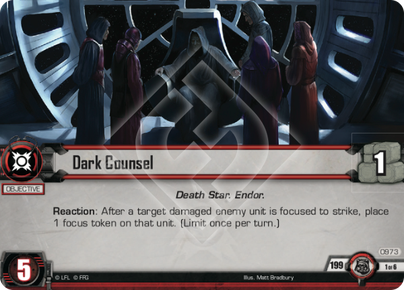 Dark Counsel
1
OBJECTIVE
Death Star. Endor.
Reaction: After a target damaged enemy unit is focused to strike, place
1 focus token on that unit. (Limit once per turn.)
0973
5
© LFL © FFG
Illus. Matt Bradbury
199
1 of 6